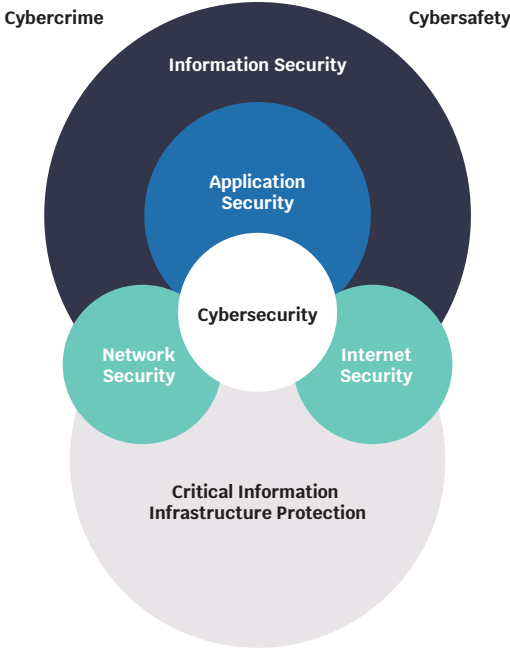 Cybercrime
Cybersafety
Information Security
Application
Security
Cybersecurity
Network
Security
Internet
Security
Critical Information
Infrastructure Protection